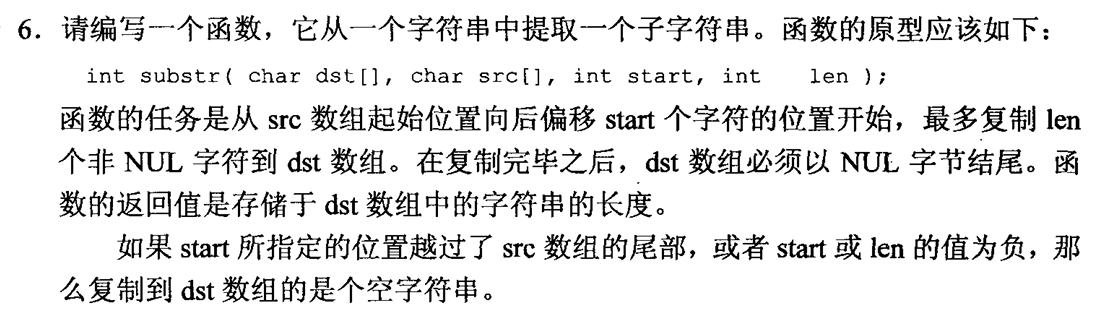 6. 请编写一个函数，它从一个字符串中提取一个子字符串。函数的原型应该如下：
int substr( char dst[], char src[], int start, int len );
函数的任务是从 src 数组起始位置向后偏移 start 个字符的位置开始，最多复制 len
个非 NUL 字符到 dst 数组。在复制完毕之后，dst 数组必须以 NUL 字节结尾。函
数的返回值是存储于 dst 数组中的字符串的长度。
如果 start 所指定的位置越过了 src 数组的尾部，或者 start 或 len 的值为负，那
么复制到 dst 数组的是个空字符串。